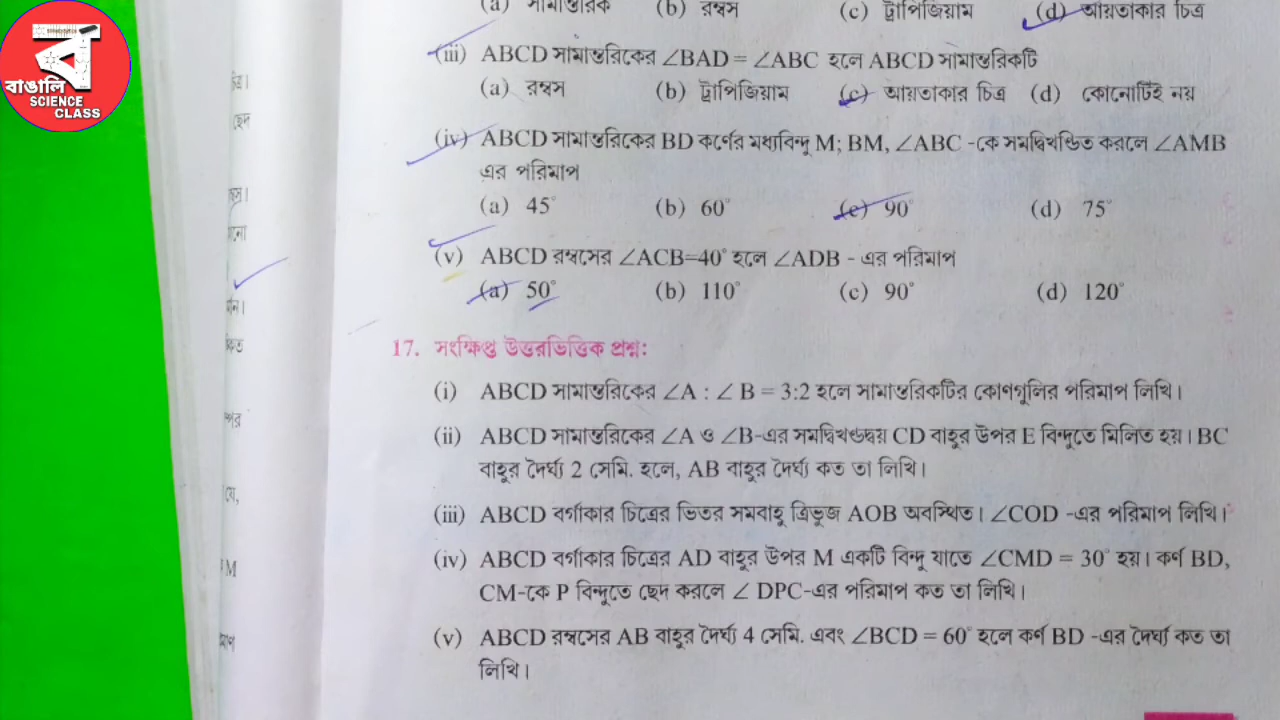 ব
বাঙালি
SCIENCE
CLASS
(a) সামান্তরিক (b) রম্বস (c) ট্রাপিজিয়াম (d) আয়তাকার চিত্র
(iii) ABCD সামান্তরিকের ∠BAD = ∠ABC হলে ABCD সামান্তরিকটি
(a) রম্বস (b) ট্রাপিজিয়াম (c) আয়তাকার চিত্র (d) কোনোটিই নয়
(iv) ABCD সামান্তরিকের BD কর্ণের মধ্যবিন্দু M; BM, ∠ABC -কে সমদ্বিখণ্ডিত করলে ∠AMB
এর পরিমাপ
(a) 45° (b) 60° (c) 90° (d) 75°
(v) ABCD রম্বসের ∠ACB=40° হলে ∠ADB - এর পরিমাপ
(a) 50° (b) 110° (c) 90° (d) 120°
17. সংক্ষিপ্ত উত্তরভিত্তিক প্রশ্ন:
(i) ABCD সামান্তরিকের ∠A : ∠ B = 3:2 হলে সামান্তরিকটির কোণগুলির পরিমাপ লিখি।
(ii) ABCD সামান্তরিকের ∠A ও ∠B-এর সমদ্বিখণ্ডদ্বয় CD বাহুর উপর E বিন্দুতে মিলিত হয়। BC
বাহুর দৈর্ঘ্য 2 সেমি. হলে, AB বাহুর দৈর্ঘ্য কত তা লিখি।
(iii) ABCD বর্গাকার চিত্রের ভিতর সমবাহু ত্রিভুজ AOB অবস্থিত। ∠COD -এর পরিমাপ লিখি।
(iv) ABCD বর্গাকার চিত্রের AD বাহুর উপর M একটি বিন্দু যাতে ∠CMD = 30° হয়। কর্ণ BD,
CM-কে P বিন্দুতে ছেদ করলে ∠ DPC-এর পরিমাপ কত তা লিখি।
(v) ABCD রম্বসের AB বাহুর দৈর্ঘ্য 4 সেমি. এবং ∠BCD = 60° হলে কর্ণ BD -এর দৈর্ঘ্য কত তা
লিখি।